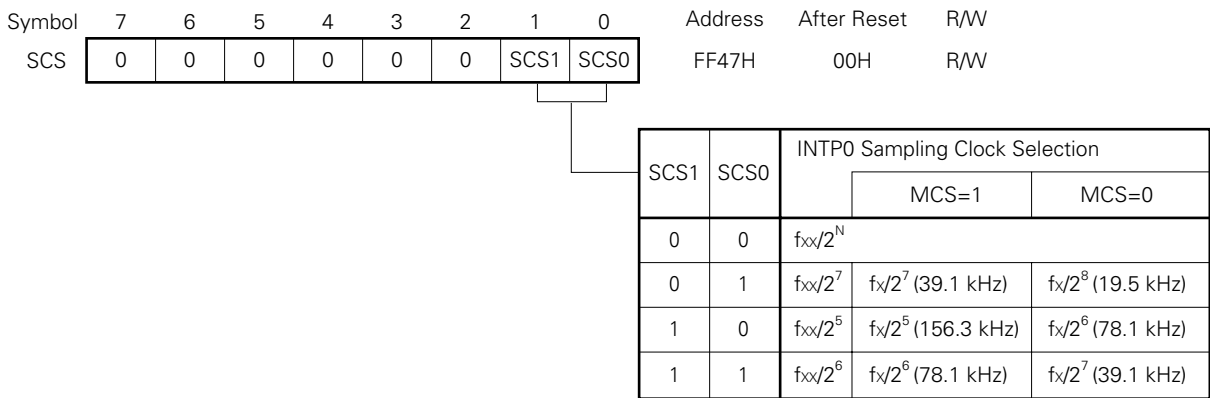 Symbol 7 6 5 4 3 2 1 0 Address After Reset R/W
SCS 0 0 0 0 0 0 SCS1 SCS0 FF47H 00H R/W
SCS1 SCS0 INTP0 Sampling Clock Selection
MCS=1 MCS=0
0 0 fxx/2^N
0 1 fxx/2^7 fx/2^7 (39.1 kHz) fx/2^8 (19.5 kHz)
1 0 fxx/2^5 fx/2^5 (156.3 kHz) fx/2^6 (78.1 kHz)
1 1 fxx/2^6 fx/2^6 (78.1 kHz) fx/2^7 (39.1 kHz)